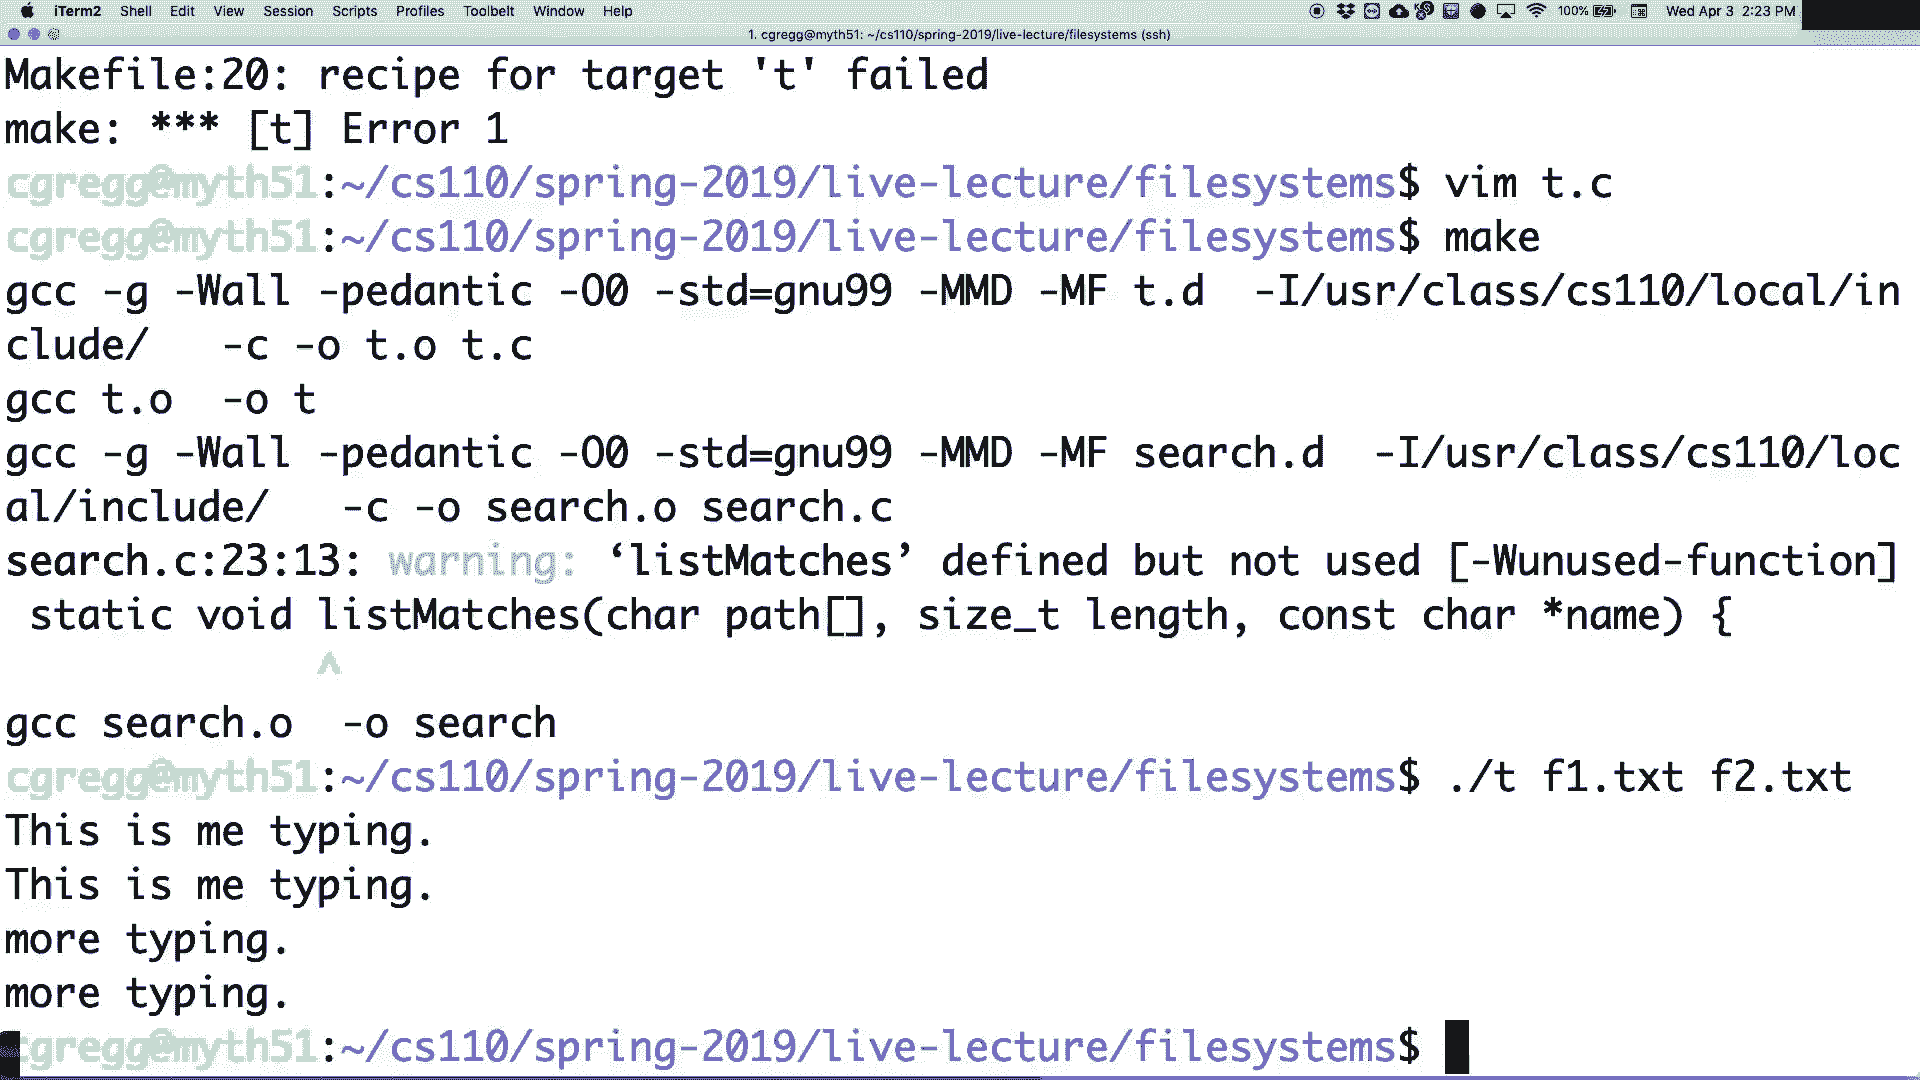 iTerm2 Shell Edit View Session Scripts Profiles Toolbelt Window Help 100% Wed Apr 3 2:23 PM
1. cgregg@myth51: ~/cs110/spring-2019/live-lecture/filesystems (ssh)
Makefile:20: recipe for target 't' failed
make: *** [t] Error 1
cgregg@myth51:~/cs110/spring-2019/live-lecture/filesystems$ vim t.c
cgregg@myth51:~/cs110/spring-2019/live-lecture/filesystems$ make
gcc -g -Wall -pedantic -O0 -std=gnu99 -MMD -MF t.d  -I/usr/class/cs110/local/in
clude/   -c -o t.o t.c
gcc t.o  -o t
gcc -g -Wall -pedantic -O0 -std=gnu99 -MMD -MF search.d  -I/usr/class/cs110/loc
al/include/   -c -o search.o search.c
search.c:23:13: warning: ‘listMatches’ defined but not used [-Wunused-function]
 static void listMatches(char path[], size_t length, const char *name) {
             ^
gcc search.o  -o search
cgregg@myth51:~/cs110/spring-2019/live-lecture/filesystems$ ./t f1.txt f2.txt
This is me typing.
This is me typing.
more typing.
more typing.
cgregg@myth51:~/cs110/spring-2019/live-lecture/filesystems$